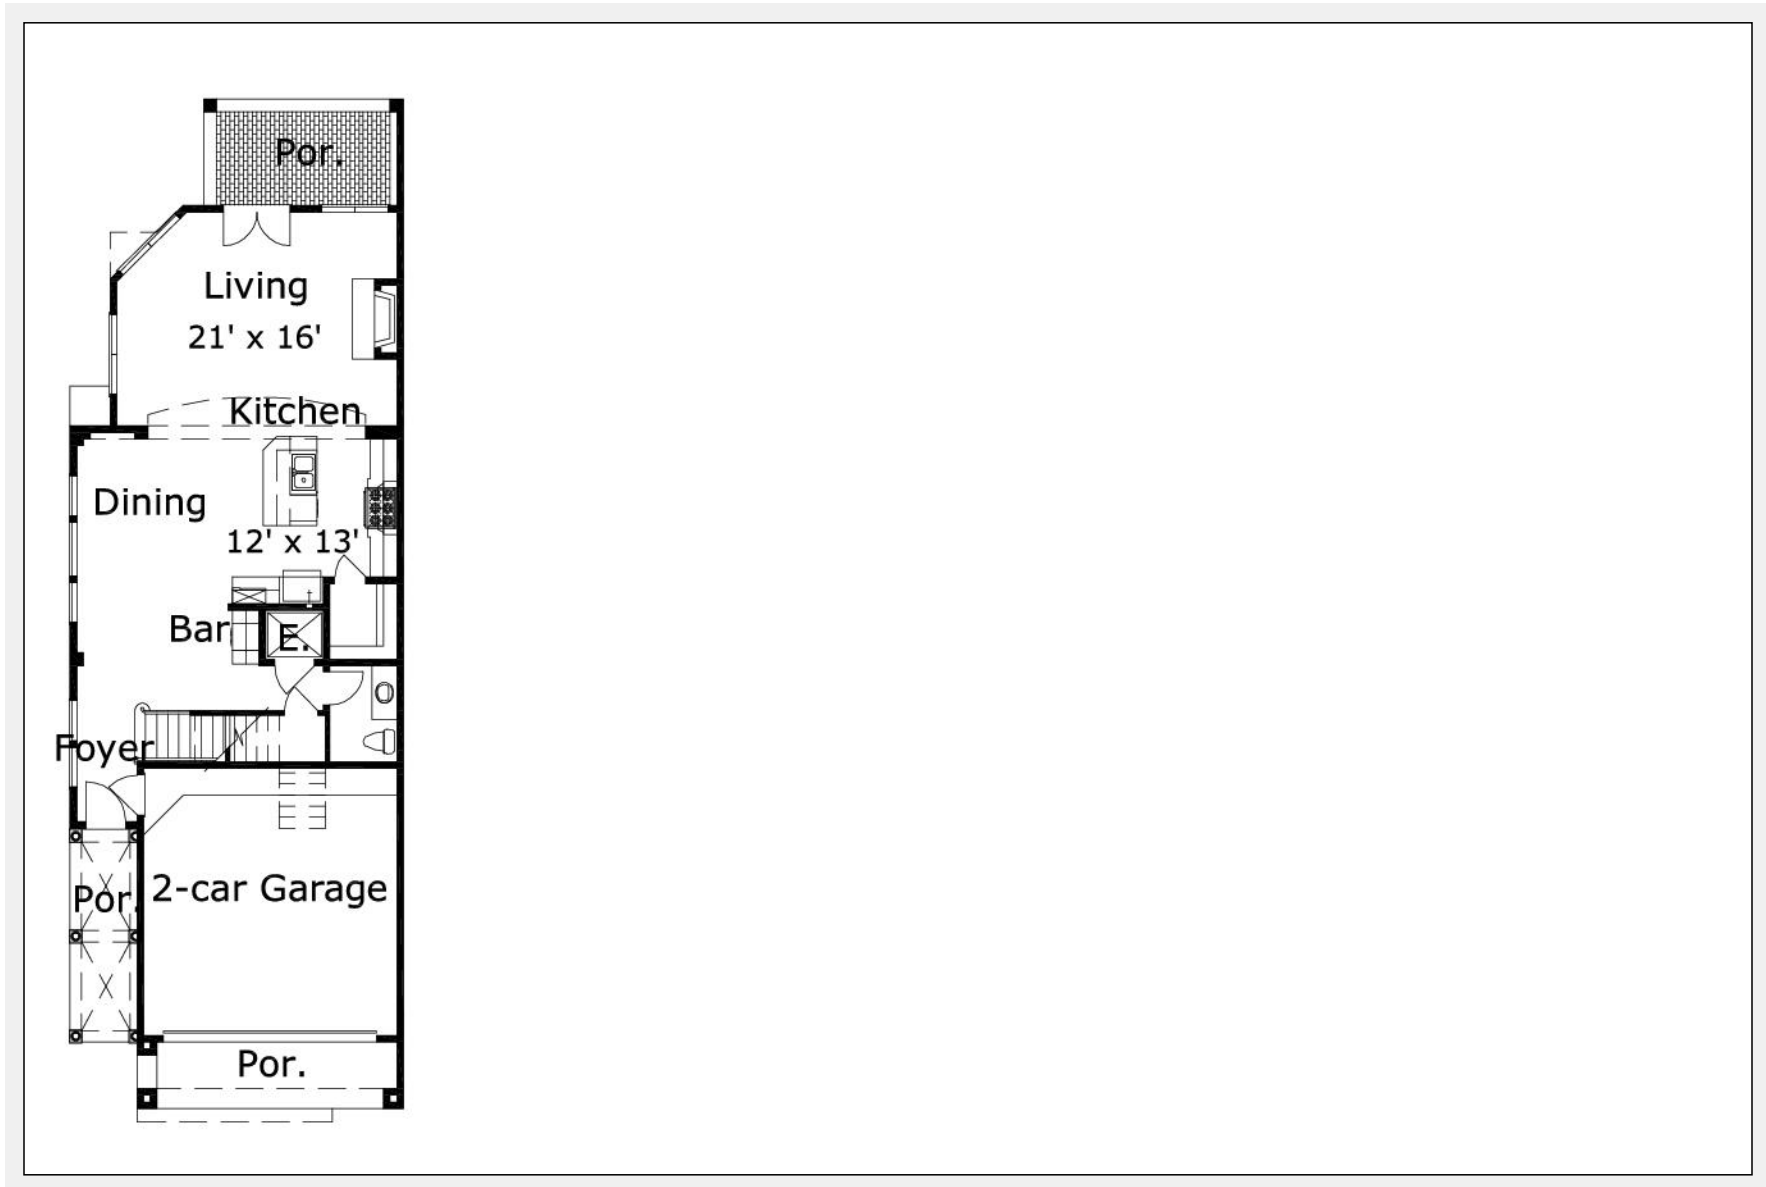 Por.
Living
21' x 16'
Kitchen
Dining
12' x 13'
Bar
E.
Foyer
2-car Garage
Por.
Por.